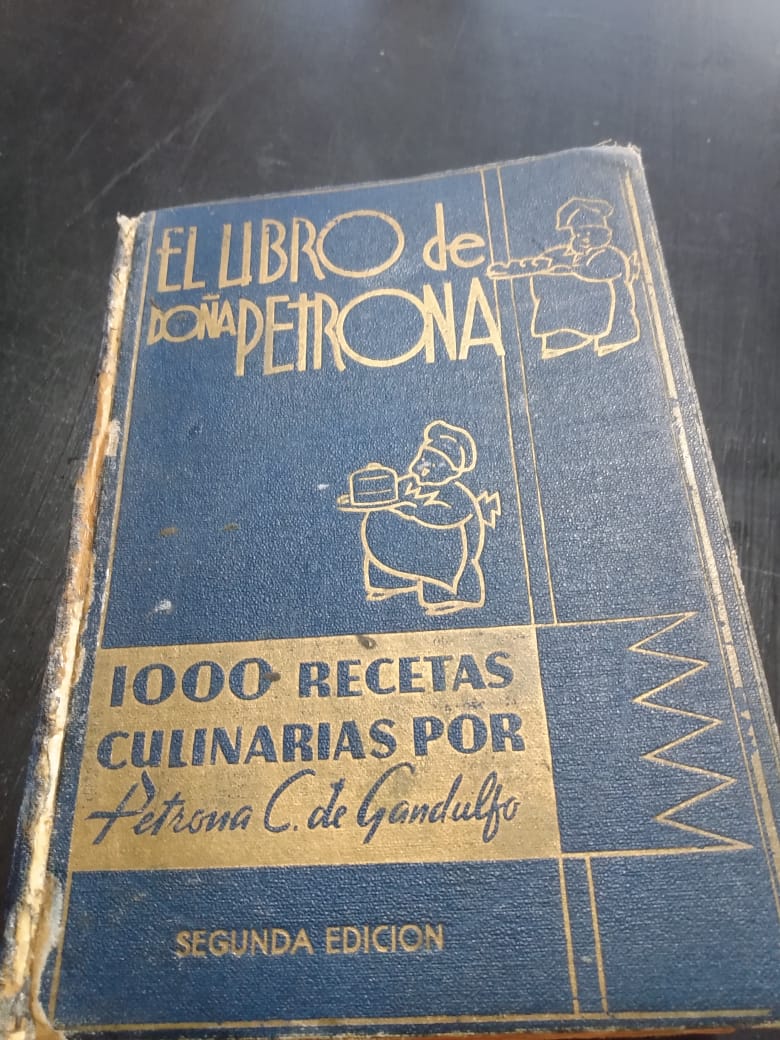 EL LIBRO de
DOÑA PETRONA
1000 RECETAS
CULINARIAS POR
Petrona C. de Gandulfo
SEGUNDA EDICION